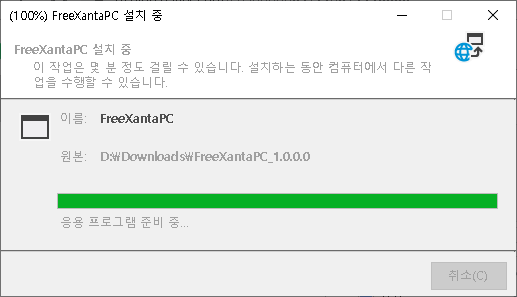 (100%) FreeXantaPC 설치 중
FreeXantaPC 설치 중
이 작업은 몇 분 정도 걸릴 수 있습니다. 설치하는 동안 컴퓨터에서 다른 작
업을 수행할 수 있습니다.
이름: FreeXantaPC
원본: D:₩Downloads₩FreeXantaPC_1.0.0.0
응용 프로그램 준비 중...
취소(C)